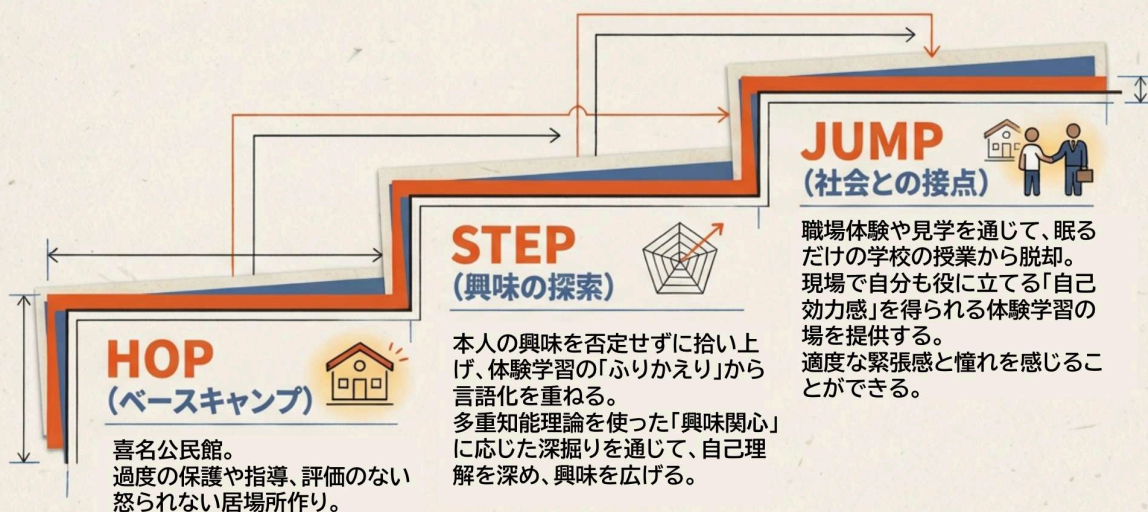 HOP
(ベースキャンプ)
喜名公民館。
過度の保護や指導、評価のない
怒られない居場所作り。
STEP
(興味の探索)
本人の興味を否定せずに拾い上
げ、体験学習の「ふりかえり」から
言語化を重ねる。
多重知能理論を使った「興味関心」
に応じた深掘りを通じて、自己理
解を深め、興味を広げる。
JUMP
(社会との接点)
職場体験や見学を通じて、眠る
だけの学校の授業から脱却。
現場で自分も役に立てる「自己
効力感」を得られる体験学習の
場を提供する。
適度な緊張感と憧れを感じるこ
とができる。